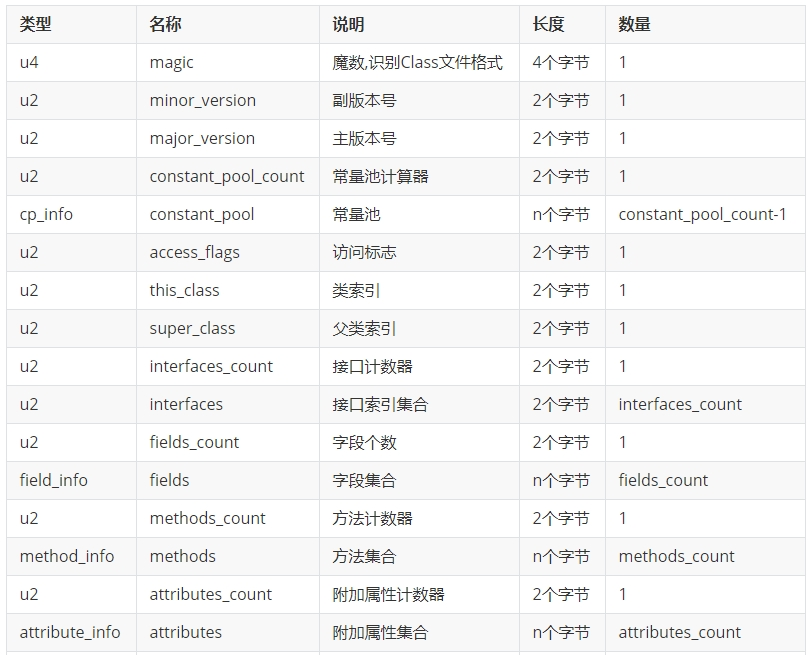 类型 名称 说明 长度 数量
u4 magic 魔数,识别Class文件格式 4个字节 1
u2 minor_version 副版本号 2个字节 1
u2 major_version 主版本号 2个字节 1
u2 constant_pool_count 常量池计算器 2个字节 1
cp_info constant_pool 常量池 n个字节 constant_pool_count-1
u2 access_flags 访问标志 2个字节 1
u2 this_class 类索引 2个字节 1
u2 super_class 父类索引 2个字节 1
u2 interfaces_count 接口计数器 2个字节 1
u2 interfaces 接口索引集合 2个字节 interfaces_count
u2 fields_count 字段个数 2个字节 1
field_info fields 字段集合 n个字节 fields_count
u2 methods_count 方法计数器 2个字节 1
method_info methods 方法集合 n个字节 methods_count
u2 attributes_count 附加属性计数器 2个字节 1
attribute_info attributes 附加属性集合 n个字节 attributes_count